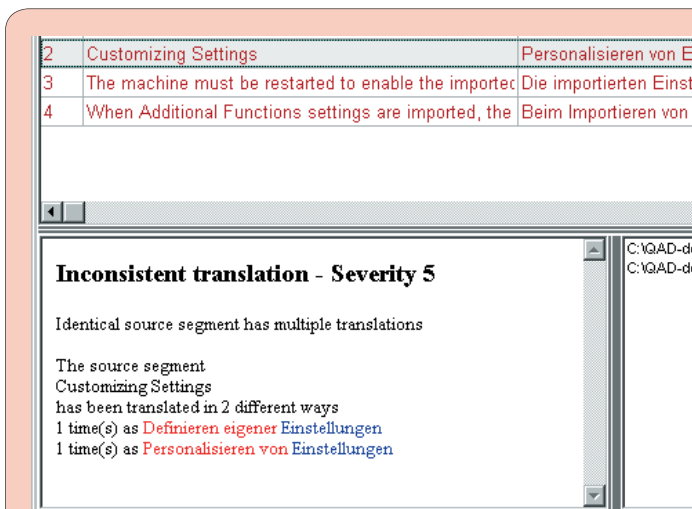 2 Customizing Settings Personalisieren von E
3 The machine must be restarted to enable the imported Die importierten Einst
4 When Additional Functions settings are imported, the Beim Importieren von
Inconsistent translation - Severity 5
Identical source segment has multiple translations
The source segment
Customizing Settings
has been translated in 2 different ways
1 time(s) as Definieren eigener Einstellungen
1 time(s) as Personalisieren von Einstellungen
C:\QAD-de
C:\QAD-de